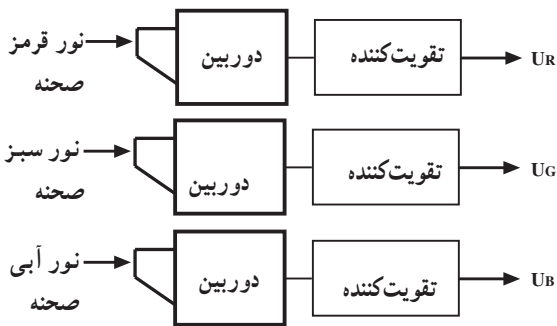 نور قرمز
صحنه
دوربین
تقویت‌کننده
UR
نور سبز
صحنه
دوربین
تقویت‌کننده
UG
نور آبی
صحنه
دوربین
تقویت‌کننده
UB